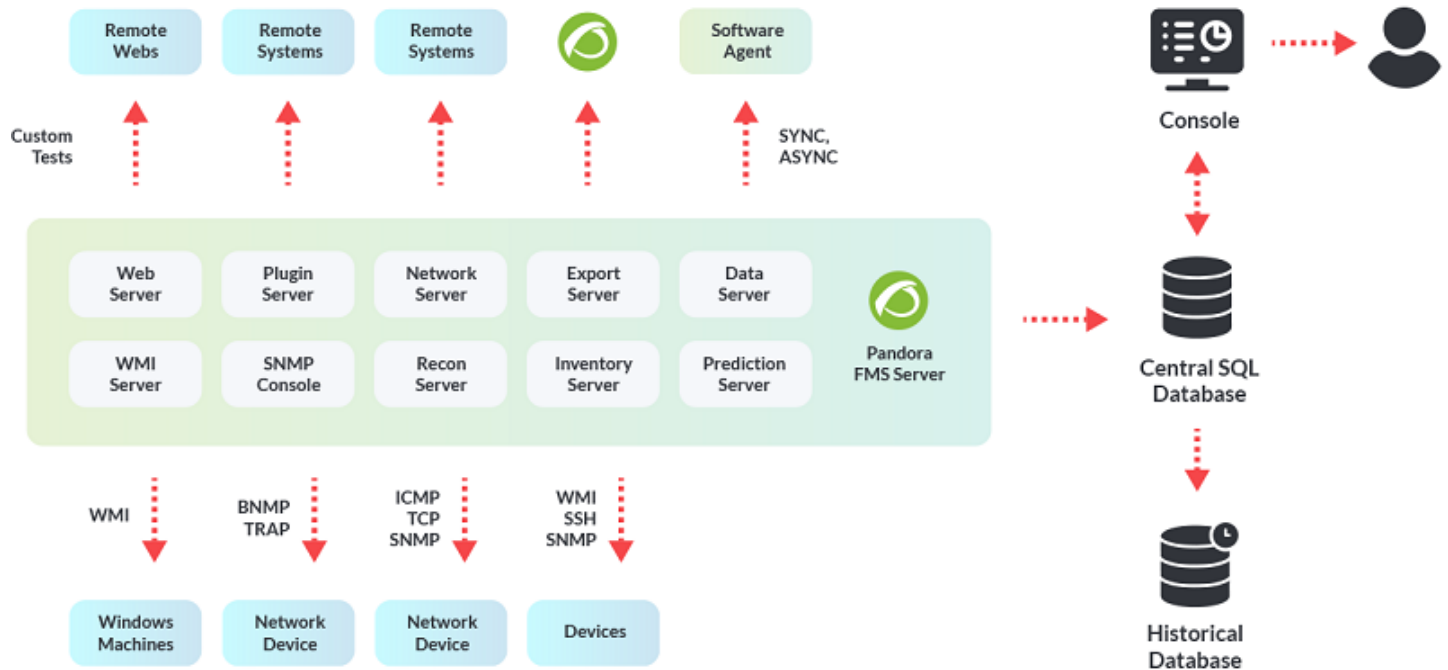 Remote
Webs
Remote
Systems
Remote
Systems
Software
Agent
Custom
Tests
SYNC,
ASYNC
Console
Web
Server
Plugin
Server
Network
Server
Export
Server
Data
Server
WMI
Server
SNMP
Console
Recon
Server
Inventory
Server
Prediction
Server
Pandora
FMS Server
Central SQL
Database
WMI
BNMP
TRAP
ICMP
TCP
SNMP
WMI
SSH
SNMP
Windows
Machines
Network
Device
Network
Device
Devices
Historical
Database